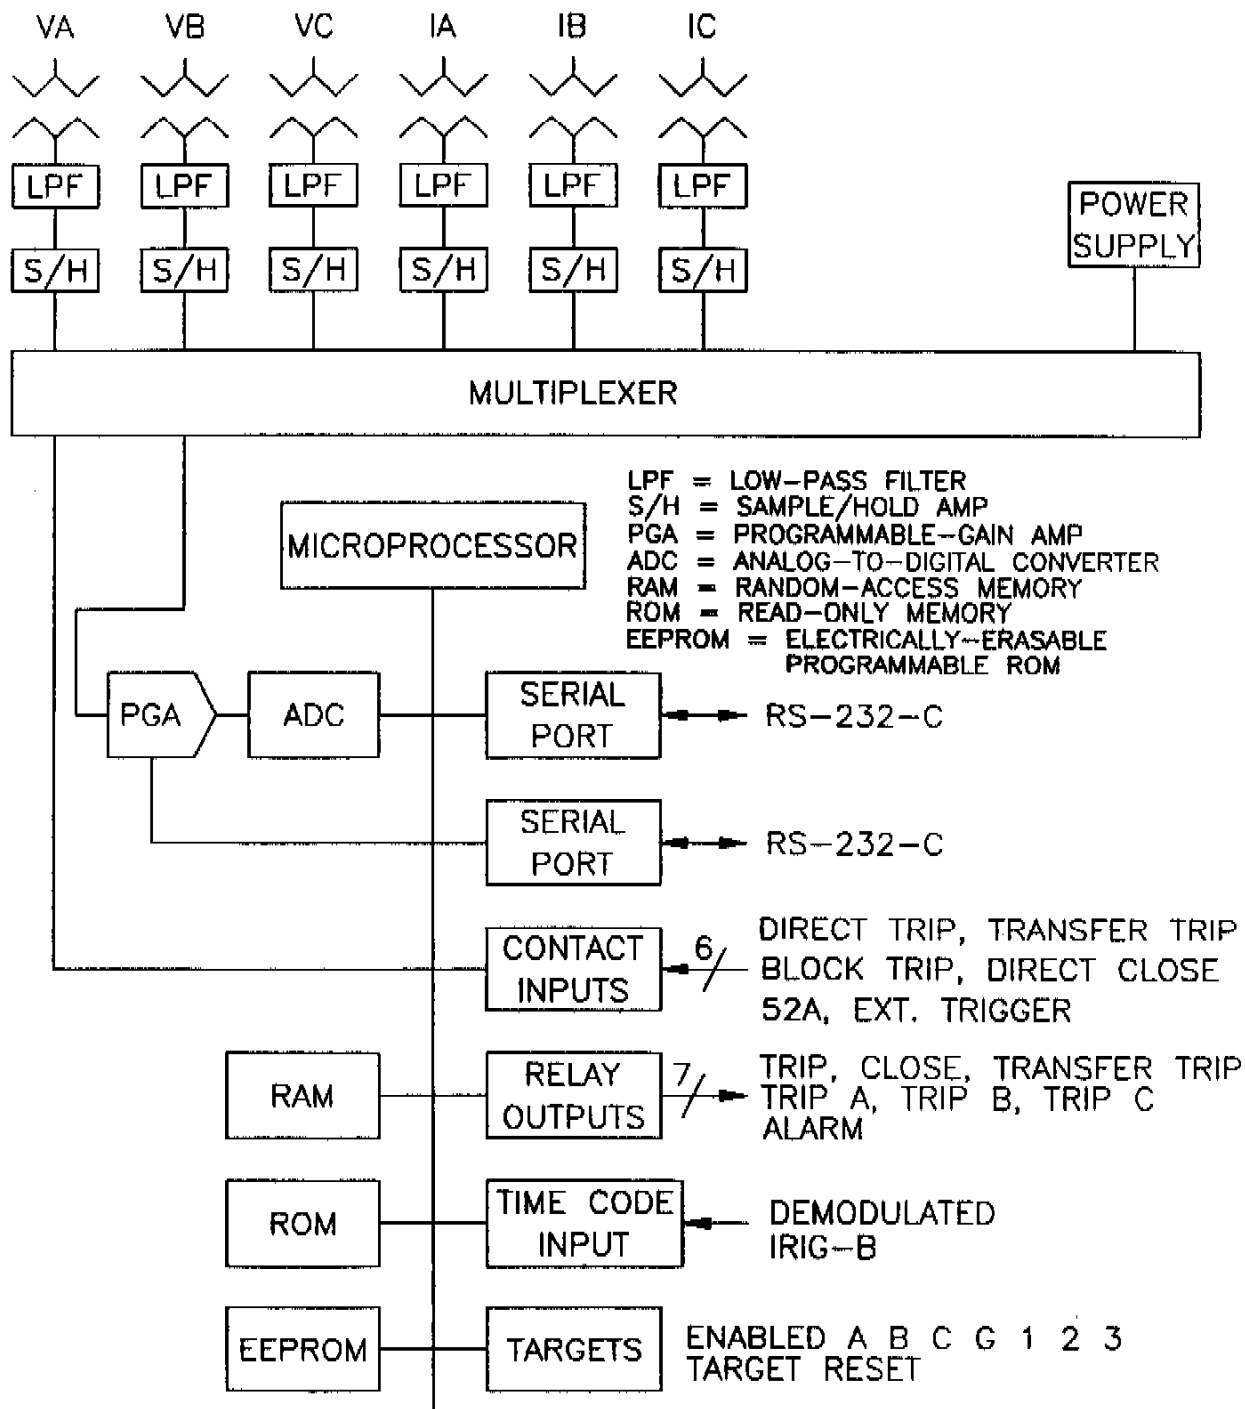 VA VB VC IA IB IC
LPF LPF LPF LPF LPF LPF
S/H S/H S/H S/H S/H S/H
POWER
SUPPLY
MULTIPLEXER
LPF = LOW-PASS FILTER
S/H = SAMPLE/HOLD AMP
PGA = PROGRAMMABLE-GAIN AMP
ADC = ANALOG-TO-DIGITAL CONVERTER
RAM = RANDOM-ACCESS MEMORY
ROM = READ-ONLY MEMORY
EEPROM = ELECTRICALLY-ERASABLE
PROGRAMMABLE ROM
MICROPROCESSOR
PGA
ADC
SERIAL
PORT
RS-232-C
SERIAL
PORT
RS-232-C
CONTACT
INPUTS
6
DIRECT TRIP, TRANSFER TRIP
BLOCK TRIP, DIRECT CLOSE
52A, EXT. TRIGGER
RAM
RELAY
OUTPUTS
7
TRIP, CLOSE, TRANSFER TRIP
TRIP A, TRIP B, TRIP C
ALARM
ROM
TIME CODE
INPUT
DEMODULATED
IRIG-B
EEPROM
TARGETS
ENABLED A B C G 1 2 3
TARGET RESET